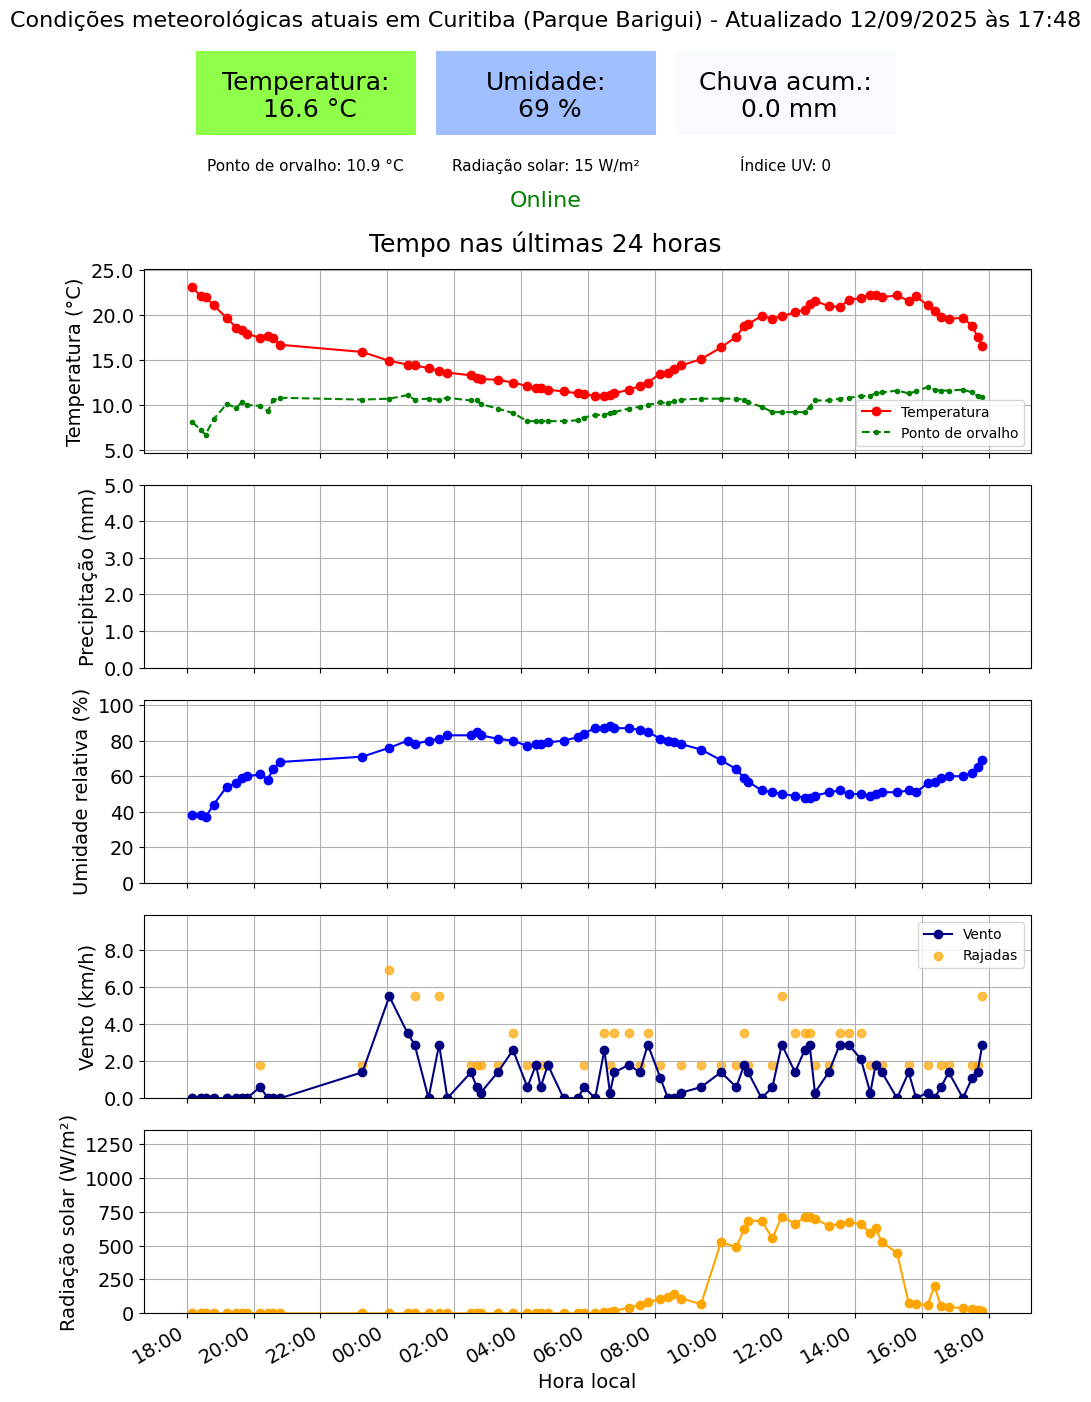 Condições meteorológicas atuais em Curitiba (Parque Barigui) - Atualizado 12/09/2025 às 17:48
Temperatura:
16.6 °C
Umidade:
69 %
Chuva acum.:
0.0 mm
Ponto de orvalho: 10.9 °C
Radiação solar: 15 W/m²
Índice UV: 0
Online
Tempo nas últimas 24 horas
Temperatura (°C)
25.0
20.0
15.0
10.0
5.0
Temperatura
Ponto de orvalho
Precipitação (mm)
5.0
4.0
3.0
2.0
1.0
0.0
Umidade relativa (%)
100
80
60
40
20
0
Vento (km/h)
8.0
6.0
4.0
2.0
0.0
Vento
Rajadas
Radiação solar (W/m²)
1250
1000
750
500
250
0
18:00
20:00
22:00
00:00
02:00
04:00
06:00
08:00
10:00
12:00
14:00
16:00
18:00
Hora local